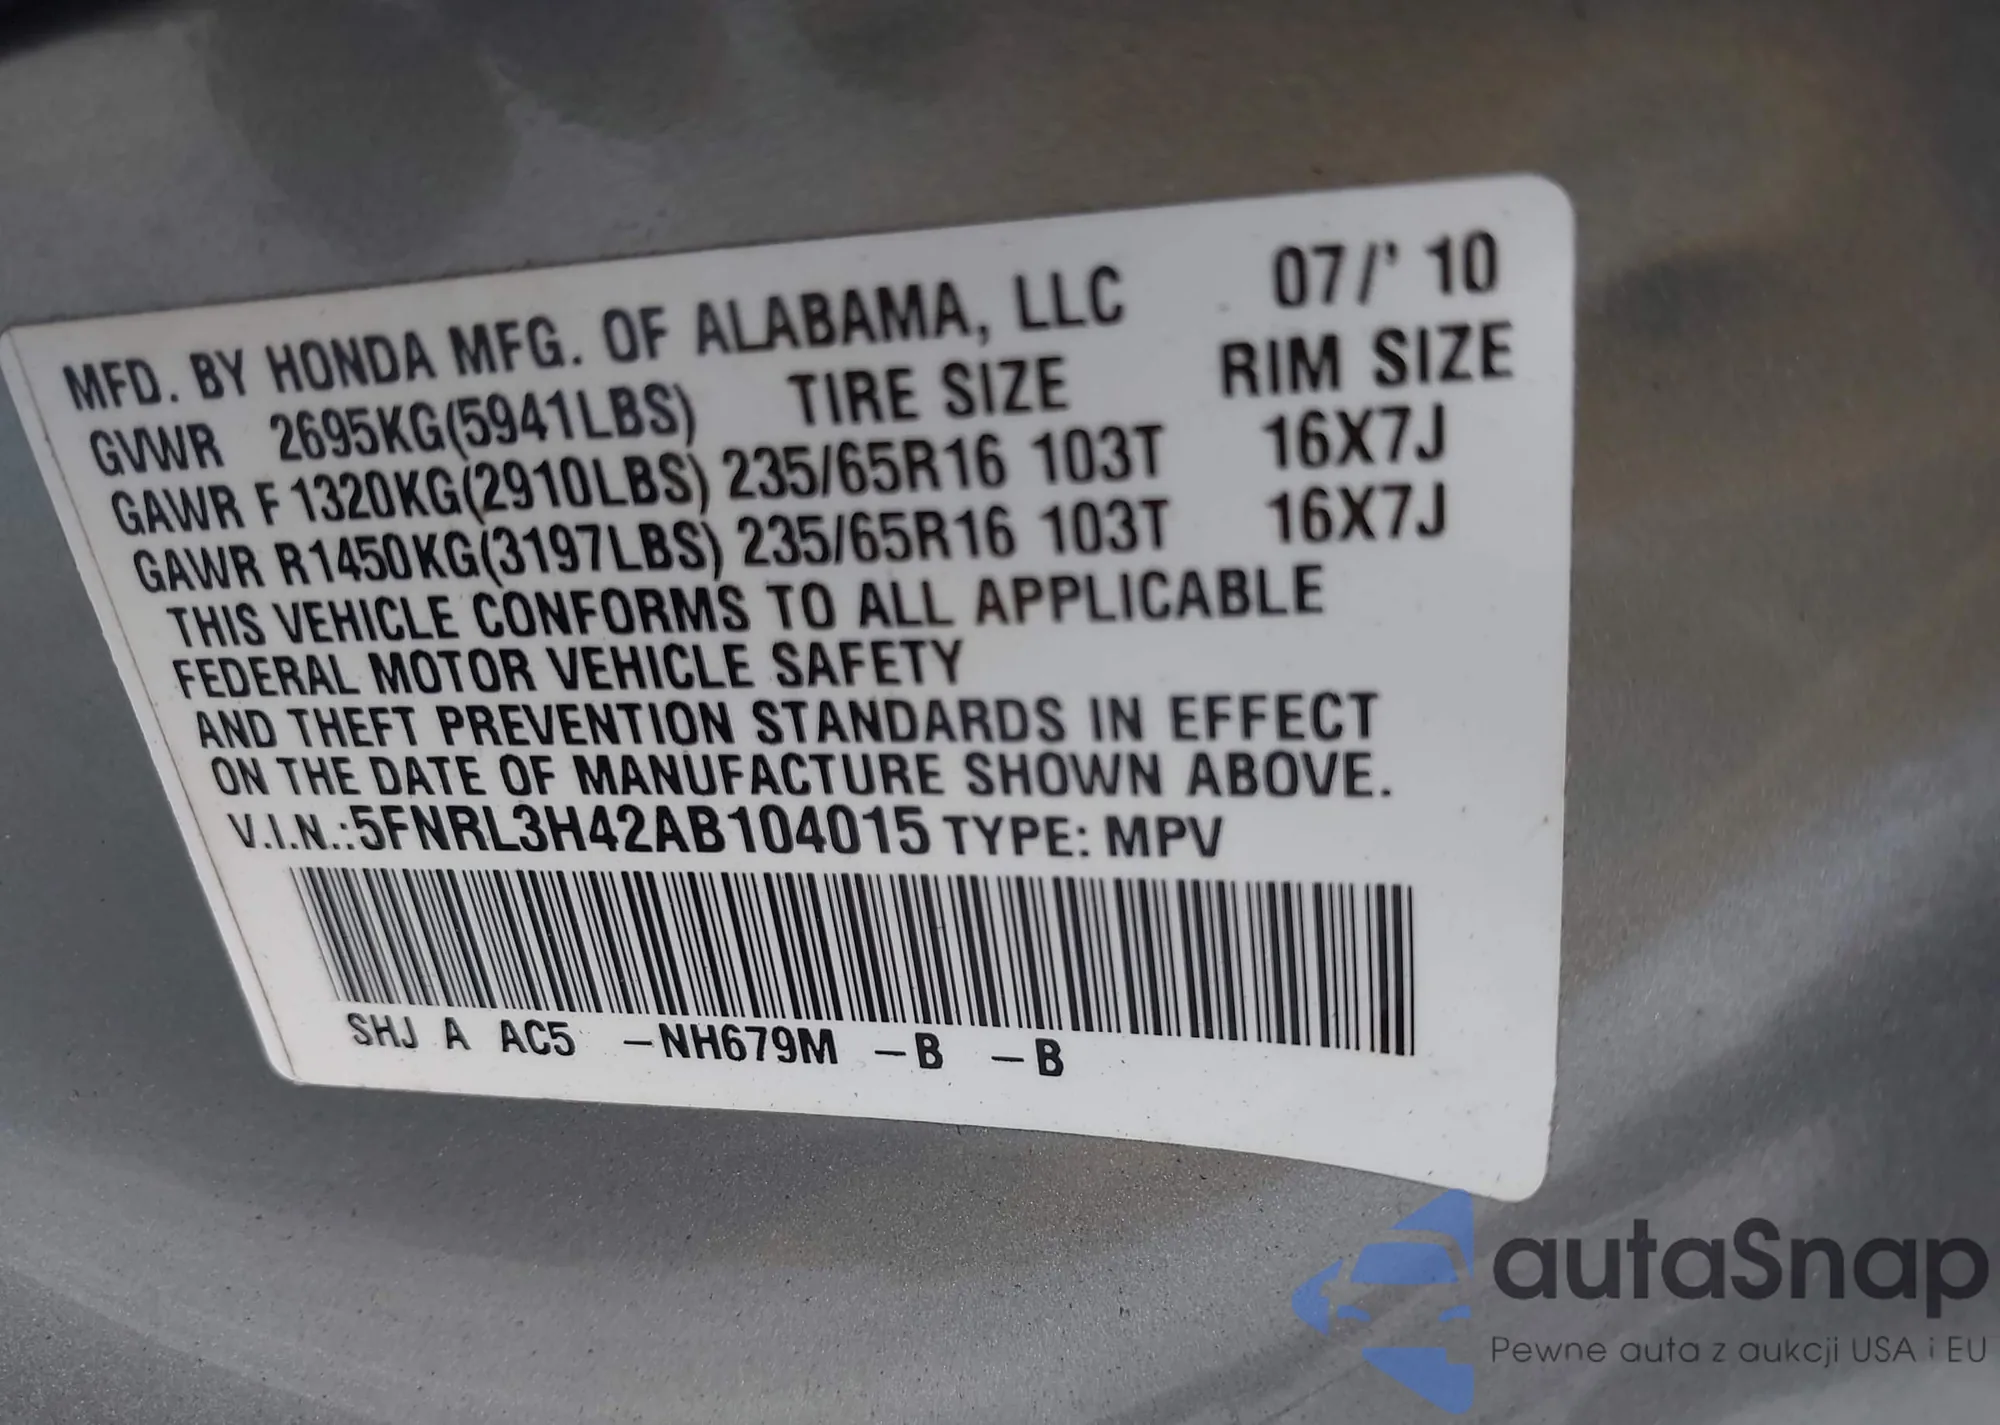 MFD. BY HONDA MFG. OF ALABAMA, LLC 07/' 10
GVWR 2695KG(5941LBS) TIRE SIZE RIM SIZE
GAWR F 1320KG(2910LBS) 235/65R16 103T 16X7J
GAWR R1450KG(3197LBS) 235/65R16 103T 16X7J
THIS VEHICLE CONFORMS TO ALL APPLICABLE
FEDERAL MOTOR VEHICLE SAFETY
AND THEFT PREVENTION STANDARDS IN EFFECT
ON THE DATE OF MANUFACTURE SHOWN ABOVE.
V.I.N.:5FNRL3H42AB104015 TYPE: MPV
SHJ A AC5 –NH679M –B –B
autaSnap
Pewne auta z aukcji USA i EU